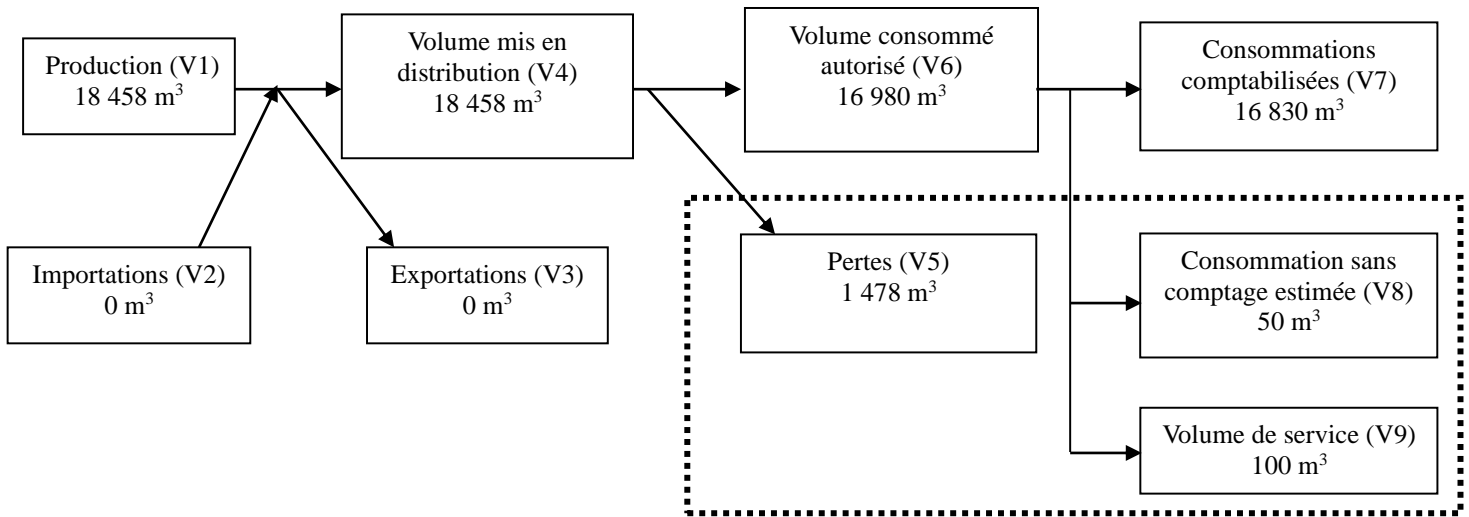 Production (V1)
18 458 m³
Volume mis en
distribution (V4)
18 458 m³
Volume consommé
autorisé (V6)
16 980 m³
Consommations
comptabilisées (V7)
16 830 m³
Importations (V2)
0 m³
Exportations (V3)
0 m³
Pertes (V5)
1 478 m³
Consommation sans
comptage estimée (V8)
50 m³
Volume de service (V9)
100 m³